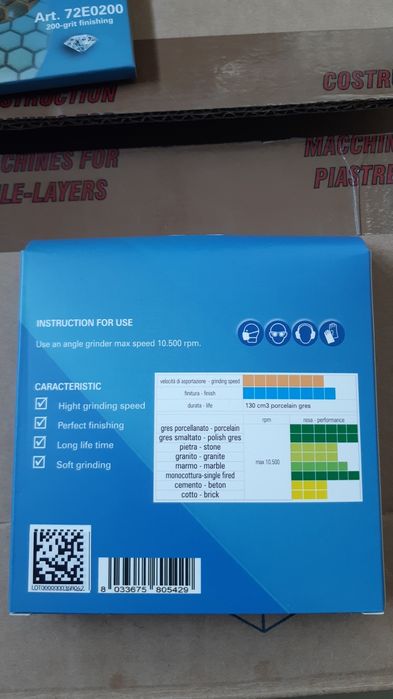 Art. 72E0200
200-grit finishing
STRUCTION
COSTR
CHINES FOR
LE-LAYERS
MACCHIN
PIASTRE
INSTRUCTION FOR USE
Use an angle grinder max speed 10.500 rpm.
CARACTERISTIC
Hight grinding speed
Perfect finishing
Long life time
Soft grinding
velocità di asportazione - grinding speed
finitura - finish
durata - life 130 cm3 porcelain gres
rpm resa - performance
gres porcellanato - porcelain
gres smaltato - polish gres
pietra - stone
granito - granite
marmo - marble
monocottura-single fired
cemento - beton
cotto - brick
max 10.500
8 033675 805429